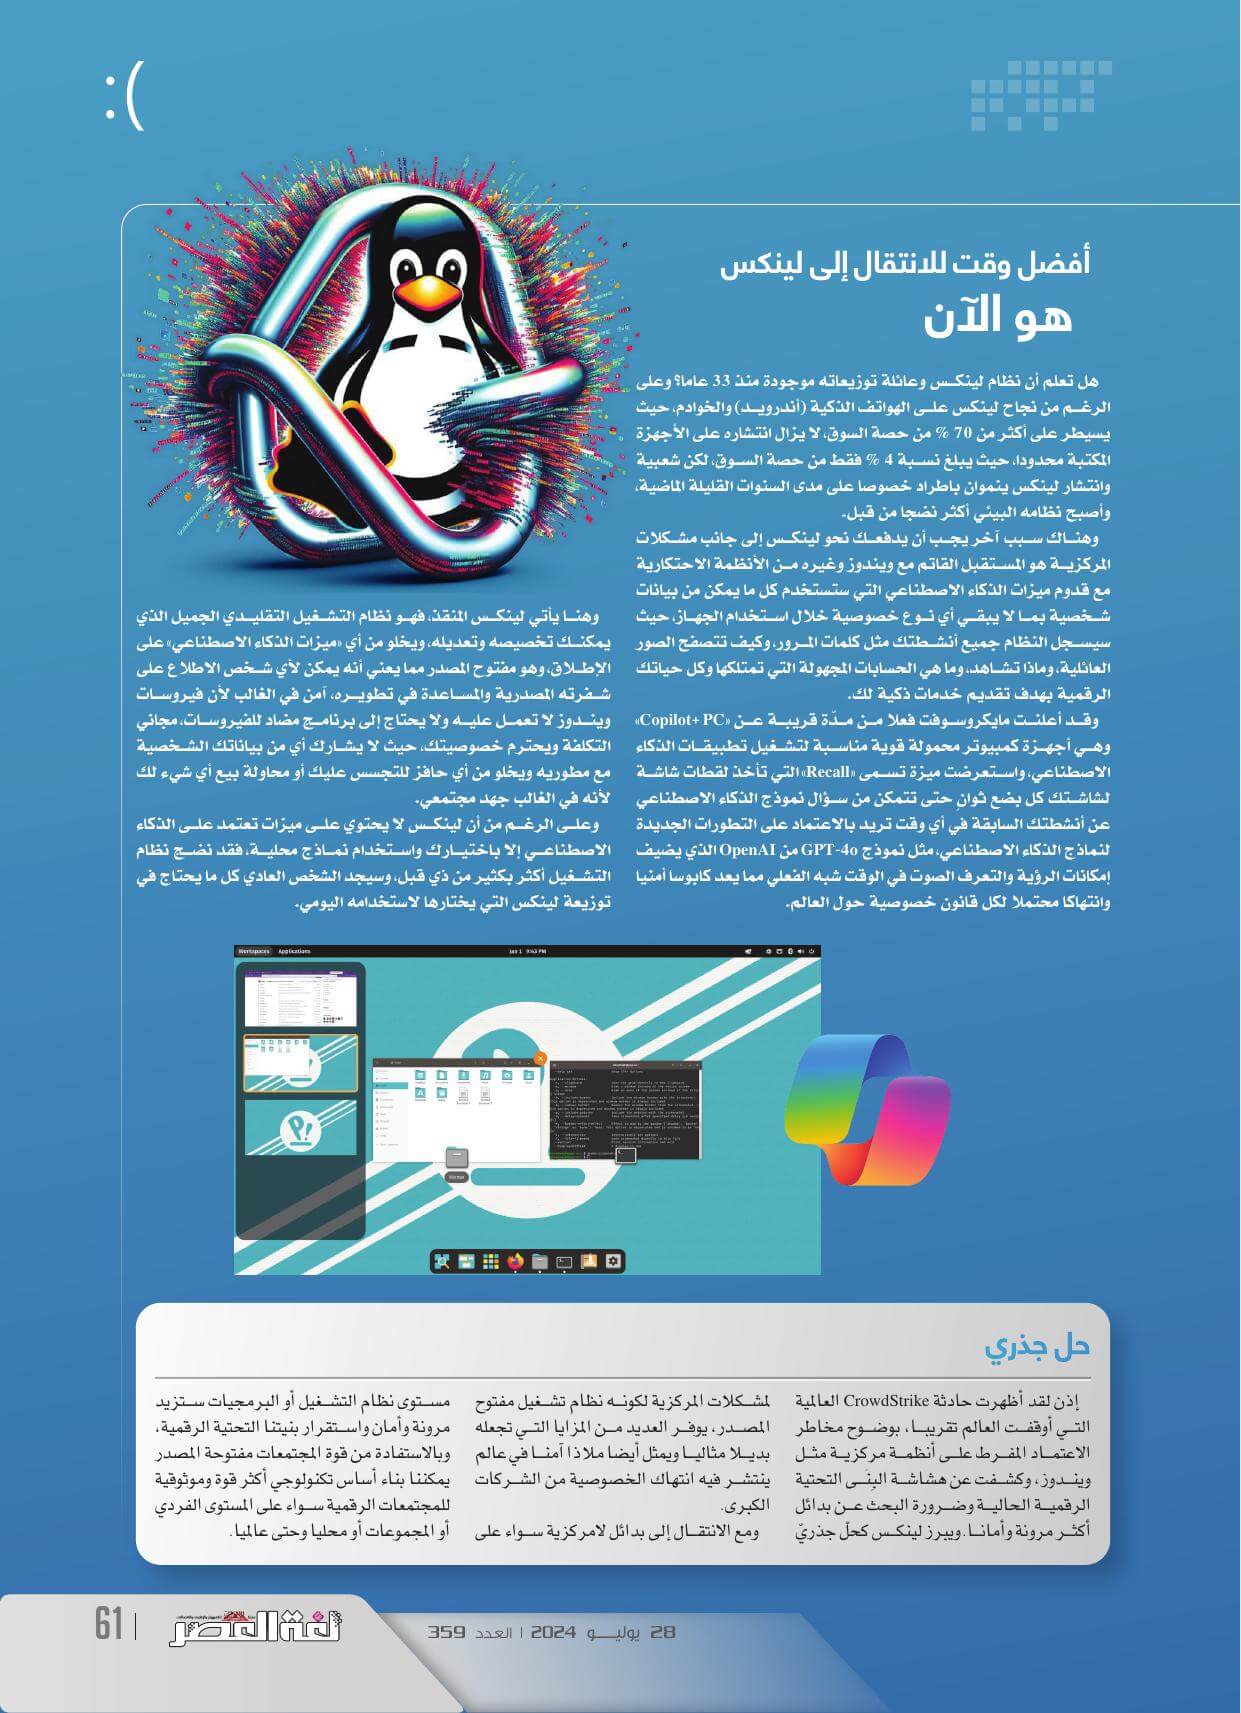 :(
أفضل وقت للانتقال إلى لينكس
هو الآن
هل تعلم أن نظام لينكس وعائلة توزيعاته موجودة منذ 33 عاما؟ وعلى
الرغم من نجاح لينكس على الهواتف الذكية (أندرويد) والخوادم، حيث
يسيطر على أكثر من 70 % من حصة السوق، لا يزال انتشاره على الأجهزة
المكتبة محدودا، حيث يبلغ نسبة 4 % فقط من حصة السوق، لكن شعبية
وانتشار لينكس ينموان باطراد خصوصا على مدى السنوات القليلة الماضية،
وأصبح نظامه البيئي أكثر نضجا من قبل.
وهناك سبب آخر يجب أن يدفعك نحو لينكس إلى جانب مشكلات
المركزية هو المستقبل القاتم مع ويندوز وغيره من الأنظمة الاحتكارية
مع قدوم ميزات الذكاء الاصطناعي التي ستستخدم كل ما يمكن من بيانات
شخصية بما لا يبقي أي نوع خصوصية خلال استخدام الجهاز، حيث
سيسجل النظام جميع أنشطتك مثل كلمات المرور، وكيف تتصفح الصور
العائلية، وماذا تشاهد، وما هي الحسابات المجهولة التي تمتلكها وكل حياتك
الرقمية بهدف تقديم خدمات ذكية لك.
وقد أعلنت مايكروسوفت فعلا من مدّة قريبة عن «Copilot+ PC»
وهي أجهزة كمبيوتر محمولة قوية مناسبة لتشغيل تطبيقات الذكاء
الاصطناعي، واستعرضت ميزة تسمى «Recall» التي تأخذ لقطات شاشة
لشاشتك كل بضع ثوانٍ حتى تتمكن من سؤال نموذج الذكاء الاصطناعي
عن أنشطتك السابقة في أي وقت تريد بالاعتماد على التطورات الجديدة
لنماذج الذكاء الاصطناعي، مثل نموذج GPT-4o من OpenAI الذي يضيف
إمكانات الرؤية والتعرف الصوت في الوقت شبه الفعلي مما يعد كابوسا أمنيا
وانتهاكا محتملا لكل قانون خصوصية حول العالم.
وهنا يأتي لينكس المنقذ، فهو نظام التشغيل التقليدي الجميل الذي
يمكنك تخصيصه وتعديله، ويخلو من أي «ميزات الذكاء الاصطناعي» على
الإطلاق، وهو مفتوح المصدر مما يعني أنه يمكن لأي شخص الاطلاع على
شفرته المصدرية والمساعدة في تطويره، آمن في الغالب لأن فيروسات
ويندوز لا تعمل عليه ولا يحتاج إلى برنامج مضاد للفيروسات، مجاني
التكلفة ويحترم خصوصيتك، حيث لا يشارك أي من بياناتك الشخصية
مع مطوريه ويخلو من أي حافز للتجسس عليك أو محاولة بيع أي شيء لك
لأنه في الغالب جهد مجتمعي.
وعلى الرغم من أن لينكس لا يحتوي على ميزات تعتمد على الذكاء
الاصطناعي إلا باختيارك واستخدام نماذج محلية، فقد نضج نظام
التشغيل أكثر بكثير من ذي قبل، وسيجد الشخص العادي كل ما يحتاج في
توزيعة لينكس التي يختارها لاستخدامه اليومي.
Workspaces Applications
Jan 1 9:43 PM
حل جذري
إذن لقد أظهرت حادثة CrowdStrike العالمية
التي أوقفت العالم تقريبا، بوضوح مخاطر
الاعتماد المفرط على أنظمة مركزية مثل
ويندوز، وكشفت عن هشاشة البِنَى التحتية
الرقمية الحالية وضرورة البحث عن بدائل
أكثر مرونة وأمانا. ويبرز لينكس كحلّ جذريّ
لمشكلات المركزية لكونه نظام تشغيل مفتوح
المصدر، يوفر العديد من المزايا التي تجعله
بديلا مثاليا ويمثل أيضا ملاذا آمنا في عالم
ينتشر فيه انتهاك الخصوصية من الشركات
الكبرى.
ومع الانتقال إلى بدائل لامركزية سواء على
مستوى نظام التشغيل أو البرمجيات ستزيد
مرونة وأمان واستقرار بنيتنا التحتية الرقمية،
وبالاستفادة من قوة المجتمعات مفتوحة المصدر
يمكننا بناء أساس تكنولوجي أكثر قوة وموثوقية
للمجتمعات الرقمية سواء على المستوى الفردي
أو المجموعات أو محليا وحتى عالميا.
28 يوليو 2024 | العدد 359
لغة العصر
61